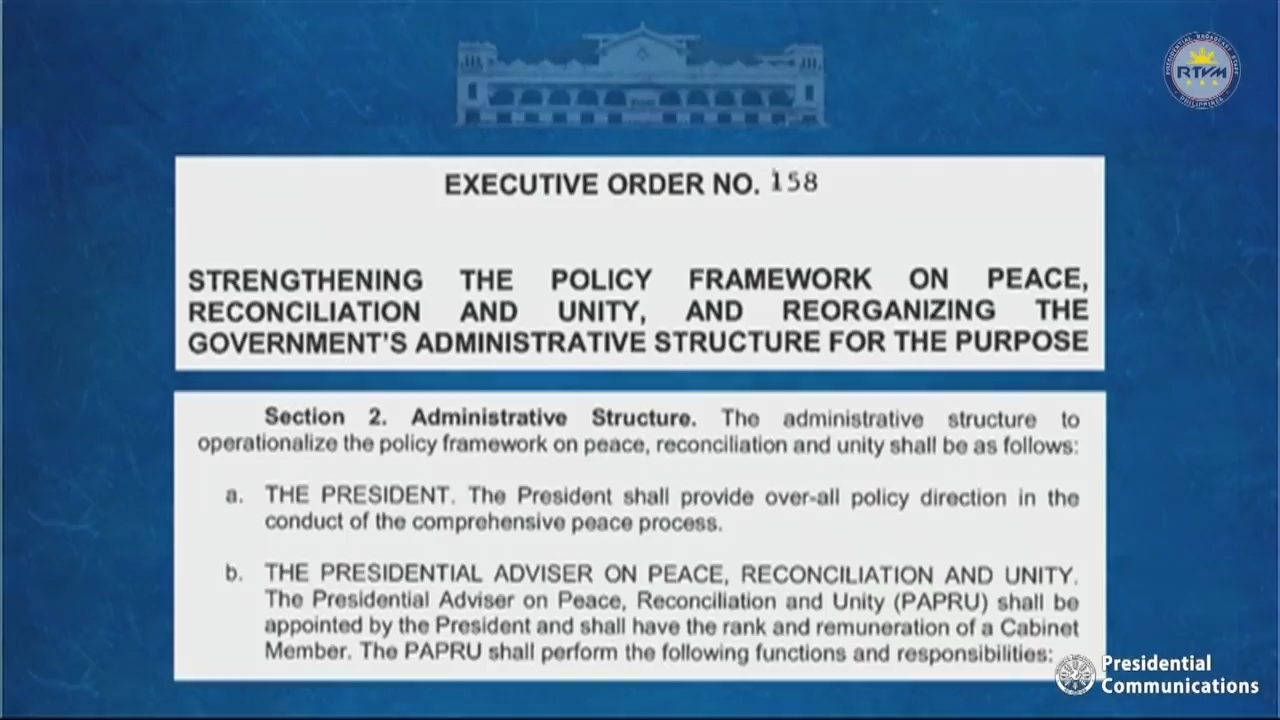 RTVM
PHILIPPINES
EXECUTIVE ORDER NO. 158
STRENGTHENING THE POLICY FRAMEWORK ON PEACE,
RECONCILIATION AND UNITY, AND REORGANIZING THE
GOVERNMENT'S ADMINISTRATIVE STRUCTURE FOR THE PURPOSE
Section 2. Administrative Structure. The administrative structure to
operationalize the policy framework on peace, reconciliation and unity shall be as follows:
a. THE PRESIDENT. The President shall provide over-all policy direction in the
conduct of the comprehensive peace process.
b. THE PRESIDENTIAL ADVISER ON PEACE, RECONCILIATION AND UNITY.
The Presidential Adviser on Peace, Reconciliation and Unity (PAPRU) shall be
appointed by the President and shall have the rank and remuneration of a Cabinet
Member. The PAPRU shall perform the following functions and responsibilities:
Presidential
Communications